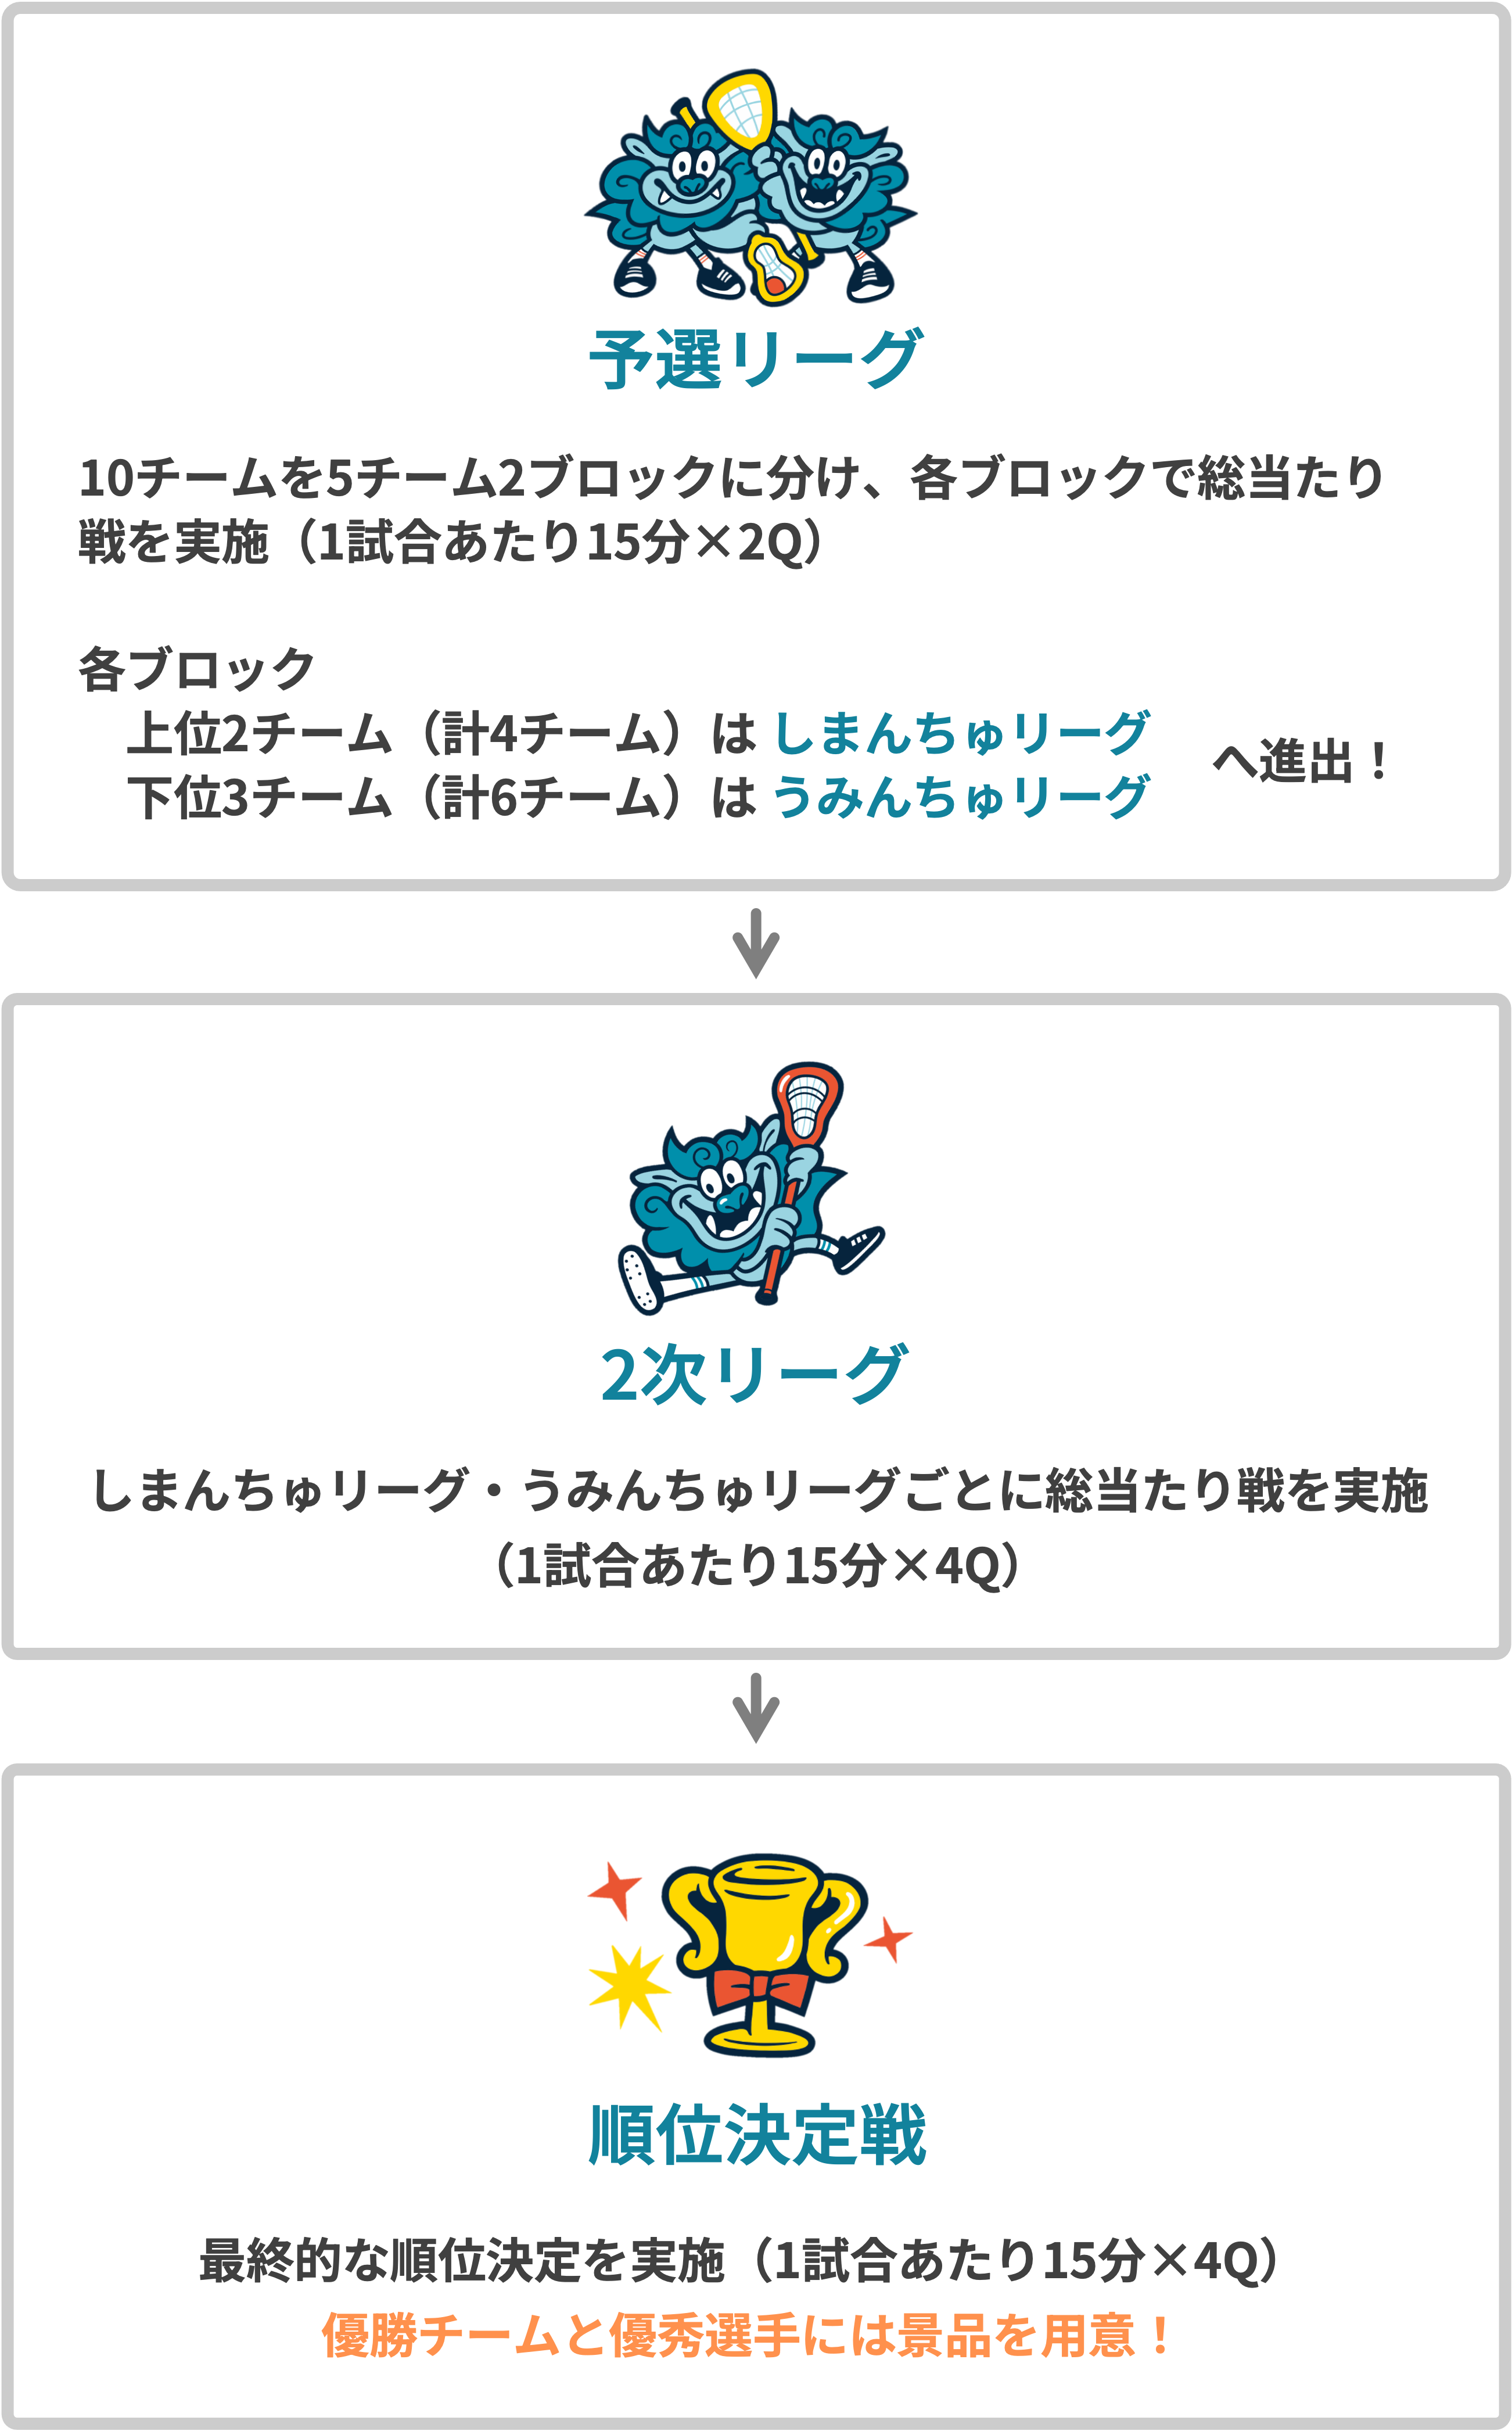 予選リーグ
10チームを5チーム2ブロックに分け、各ブロックで総当たり
戦を実施（1試合あたり15分×2Q）
各ブロック
上位2チーム（計4チーム）は しまんちゅリーグ
下位3チーム（計6チーム）は うみんちゅリーグ
へ進出！
2次リーグ
しまんちゅリーグ・うみんちゅリーグごとに総当たり戦を実施
（1試合あたり15分×4Q）
順位決定戦
最終的な順位決定を実施（1試合あたり15分×4Q）
優勝チームと優秀選手には景品を用意！